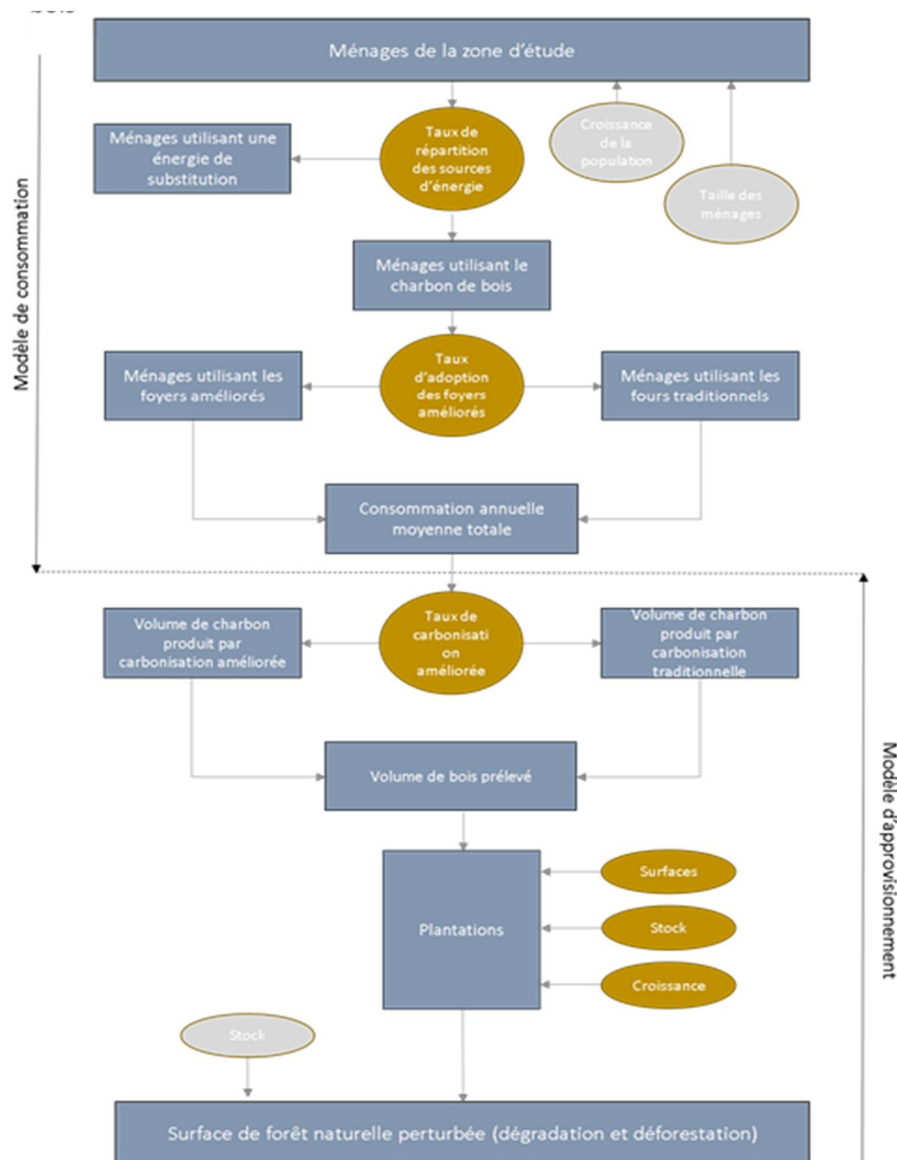 Ménages de la zone d'étude
Ménages utilisant une
énergie de
substitution
Taux de
répartition
des sources
d'énergie
Croissance
de la
population
Taille des
ménages
Ménages utilisant le
charbon de bois
Modèle de consommation
Ménages utilisant les
foyers améliorés
Taux
d'adoption
des foyers
améliorés
Ménages utilisant les
fours traditionnels
Consommation annuelle
moyenne totale
Volume de charbon
produit par
carbonisation améliorée
Taux de
carbonisati
on
améliorée
Volume de charbon
produit par
carbonisation
traditionnelle
Volume de bois prélevé
Modèle d'approvisionnement
Plantations
Surfaces
Stock
Croissance
Stock
Surface de forêt naturelle perturbée (dégradation et déforestation)